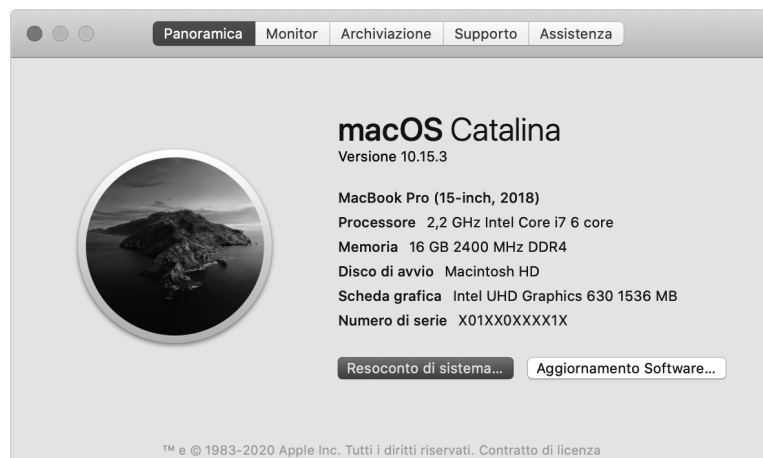 Panoramica Monitor Archiviazione Supporto Assistenza
macOS Catalina
Versione 10.15.3
MacBook Pro (15-inch, 2018)
Processore 2,2 GHz Intel Core i7 6 core
Memoria 16 GB 2400 MHz DDR4
Disco di avvio Macintosh HD
Scheda grafica Intel UHD Graphics 630 1536 MB
Numero di serie X01XX0XXXX1X
Resoconto di sistema... Aggiornamento Software...
™ e © 1983-2020 Apple Inc. Tutti i diritti riservati. Contratto di licenza